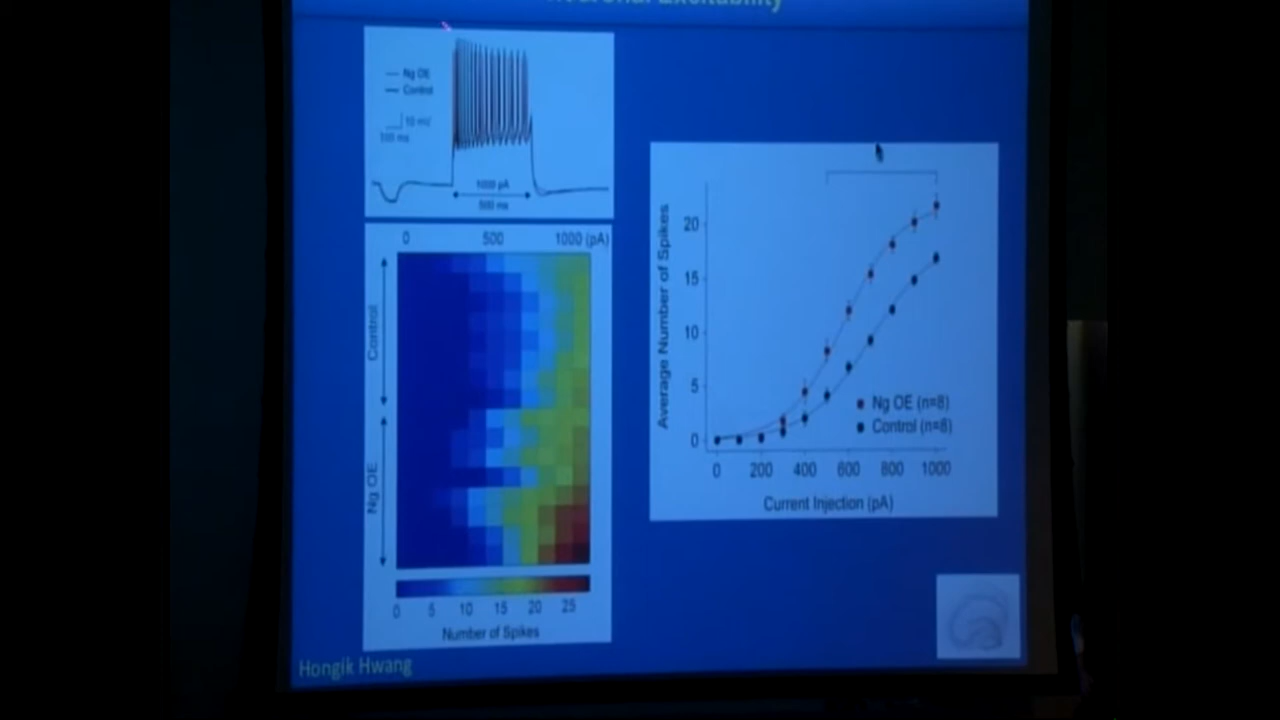 Excitability
Ng OE
Control
10 mV
100 ms
1000 pA
500 ms
0 500 1000 (pA)
Control
Ng OE
0 5 10 15 20 25
Number of Spikes
Average Number of Spikes
20
15
10
5
0
Ng OE (n=8)
Control (n=8)
0 200 400 600 800 1000
Current Injection (pA)
Hongik Hwang